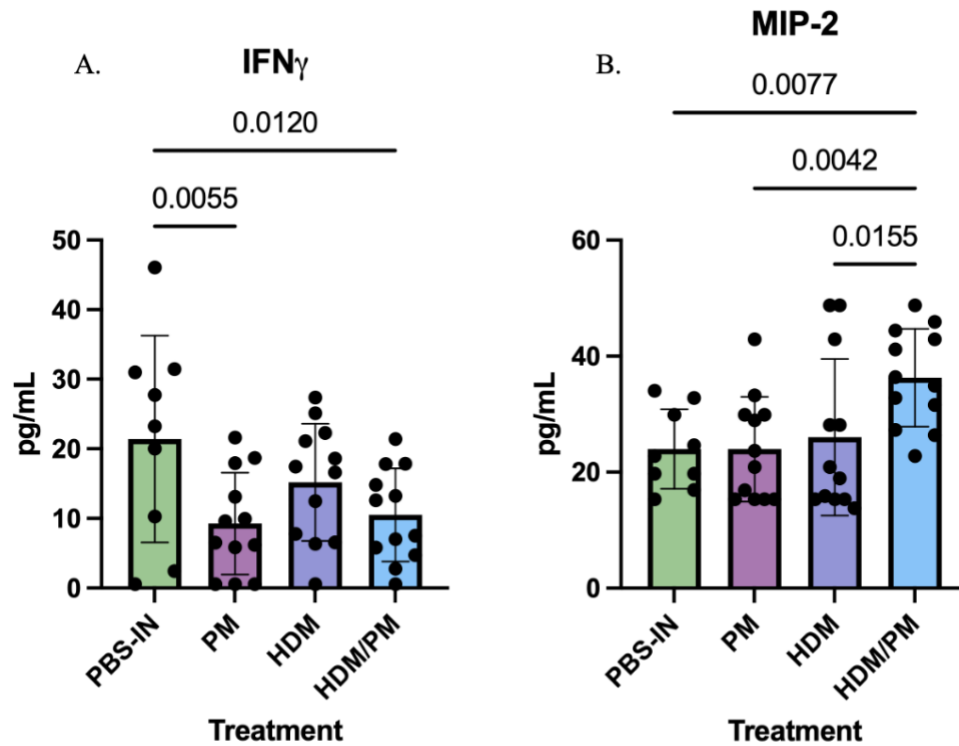 A.
IFNγ
0.0120
0.0055
50
40
30
20
10
0
pg/mL
PBS-IN
PM
HDM
HDM/PM
Treatment
MIP-2
B.
0.0077
0.0042
0.0155
60
40
20
0
pg/mL
PBS-IN
PM
HDM
HDM/PM
Treatment